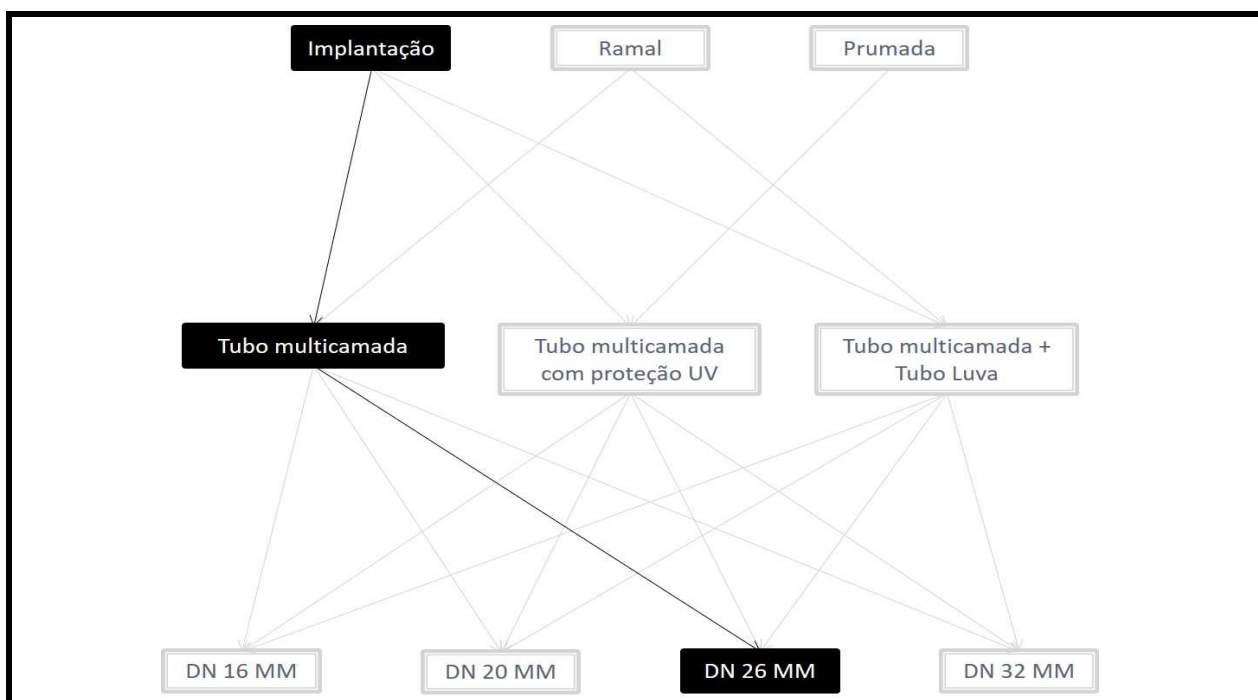 Implantação
Ramal
Prumada
Tubo multicamada
Tubo multicamada
com proteção UV
Tubo multicamada +
Tubo Luva
DN 16 MM
DN 20 MM
DN 26 MM
DN 32 MM